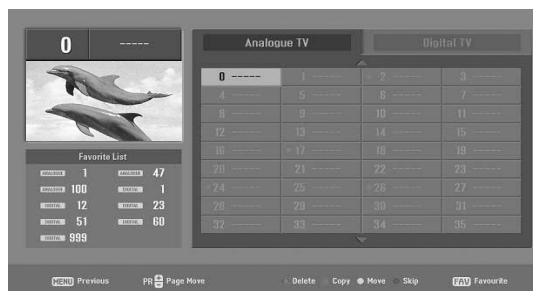 0 -----
Analogue TV Digital TV
0 ----- 1 ----- 2 ----- 3 -----
4 ----- 5 ----- 6 ----- 7 -----
8 ----- 9 ----- 10 ----- 11 -----
12 ----- 13 ----- 14 ----- 15 -----
16 ----- 17 ----- 18 ----- 19 -----
20 ----- 21 ----- 22 ----- 23 -----
24 ----- 25 ----- 26 ----- 27 -----
28 ----- 29 ----- 30 ----- 31 -----
32 ----- 33 ----- 34 ----- 35 -----
Favorite List
ANALOGUE 1 ANALOGUE 47
ANALOGUE 100 DIGITAL 1
DIGITAL 12 DIGITAL 23
DIGITAL 51 DIGITAL 60
DIGITAL 999
MENU Previous PR Page Move Delete Copy Move Skip FAV Favourite